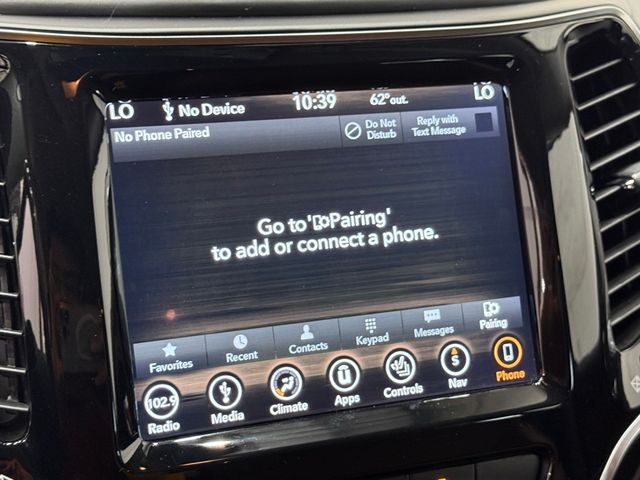 LO No Device 10:39 62° out. LO
No Phone Paired
Do Not
Disturb
Reply with
Text Message
Go to 'Pairing'
to add or connect a phone.
Favorites Recent Contacts Keypad Messages Pairing
102.9 S
Radio Media Climate Apps Controls Nav Phone